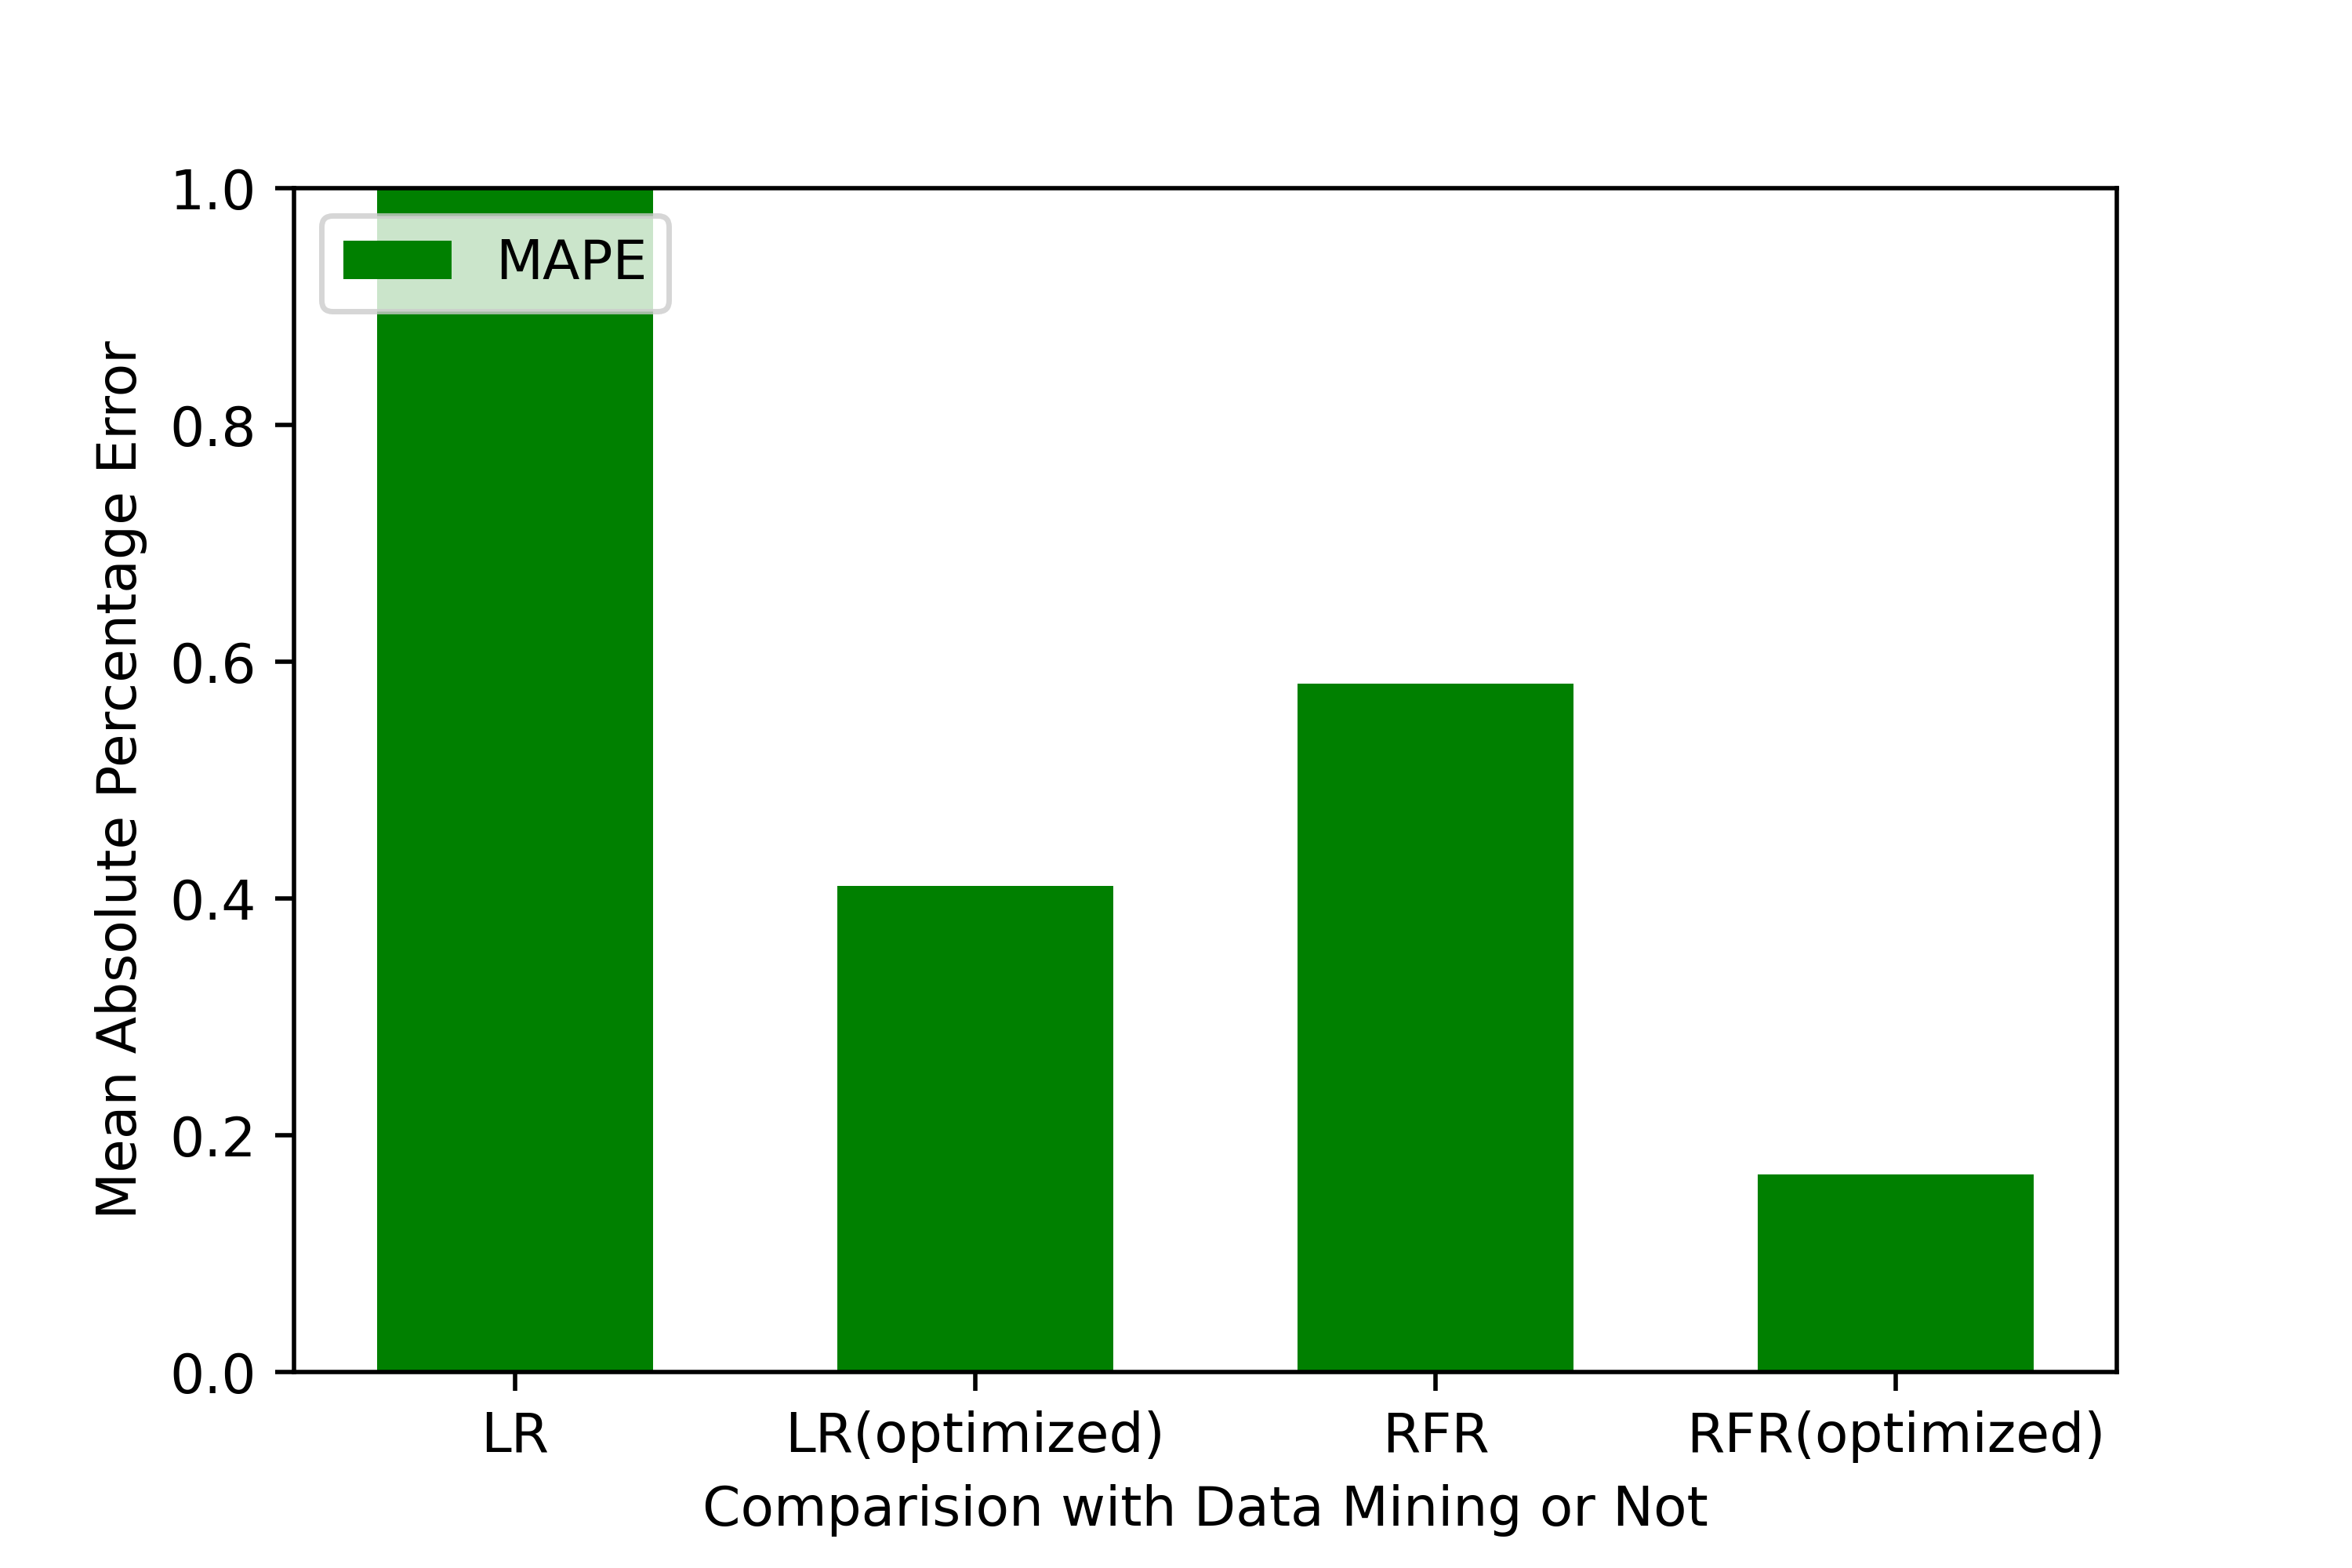 MAPE
Mean Absolute Percentage Error
1.0
0.8
0.6
0.4
0.2
0.0
LR LR(optimized) RFR RFR(optimized)
Comparision with Data Mining or Not